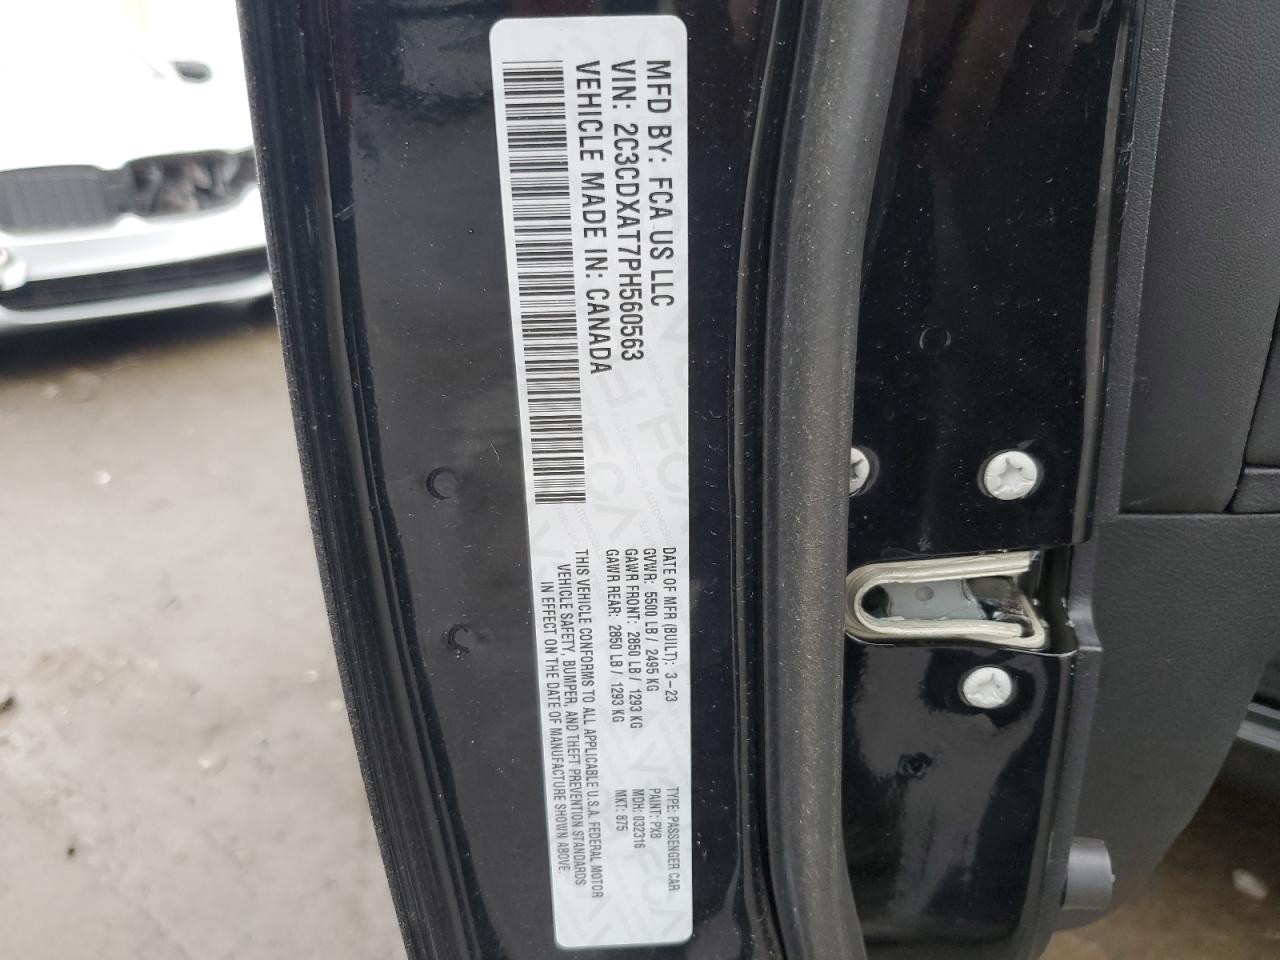 MFD BY: FCA US LLC
VIN: 2C3CDXAT7PH560563
VEHICLE MADE IN: CANADA
DATE OF MFR (BUILT): 3-23
GVWR: 5500 LB / 2495 KG
GAWR FRONT: 2850 LB / 1293 KG
GAWR REAR: 2850 LB / 1293 KG
THIS VEHICLE CONFORMS TO ALL APPLICABLE U.S.A. FEDERAL MOTOR
VEHICLE SAFETY, BUMPER, AND THEFT PREVENTION STANDARDS
IN EFFECT ON THE DATE OF MANUFACTURE SHOWN ABOVE.
TYPE: PASSENGER CAR
PAINT: PX8
MDH: 032316
MKT: 875
FCA
FCA
FCA